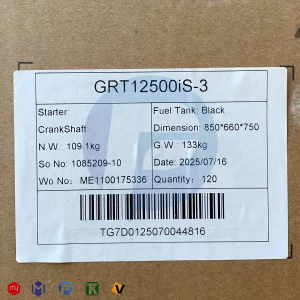 GRT12500iS-3
Starter:
Fuel Tank: Black
CrankShaft
Dimension: 850*660*750
N.W.: 109.1kg
G.W.: 133kg
So No: 1085209-10
Date: 2025/07/16
Wo No: ME1100175336
Quantity: 120
TG7D0125070044816